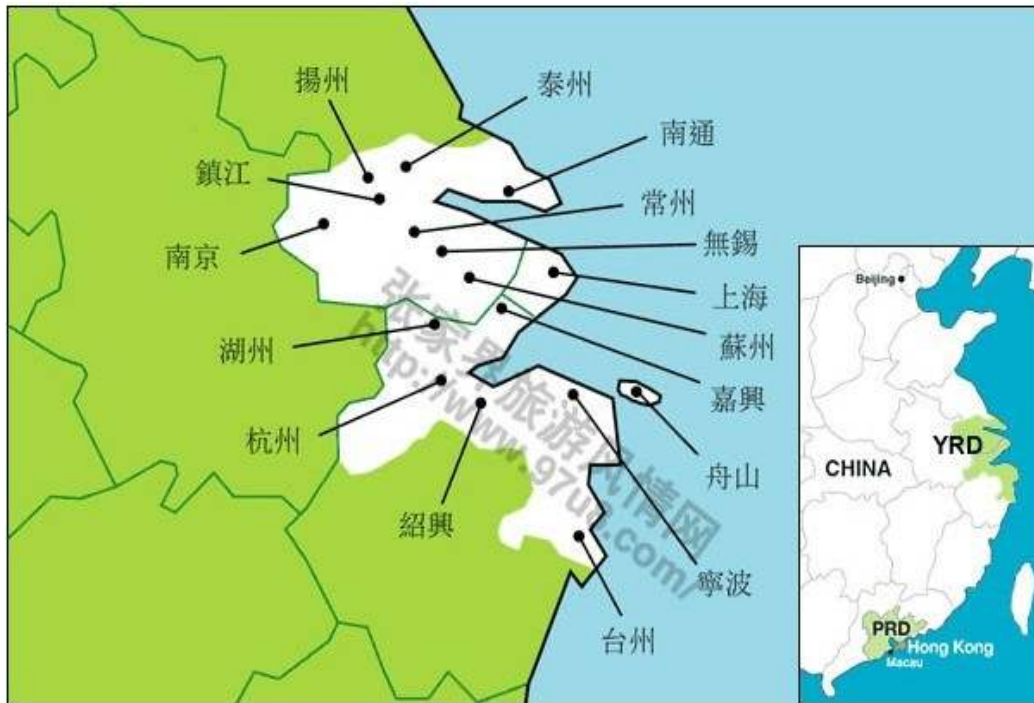 揚州
泰州
南通
鎮江
常州
南京
無錫
上海
蘇州
湖州
嘉興
杭州
舟山
紹興
寧波
台州
张家界旅游风情网
http://www.97uc.com/
Beijing
YRD
CHINA
PRD
Hong Kong
Macau